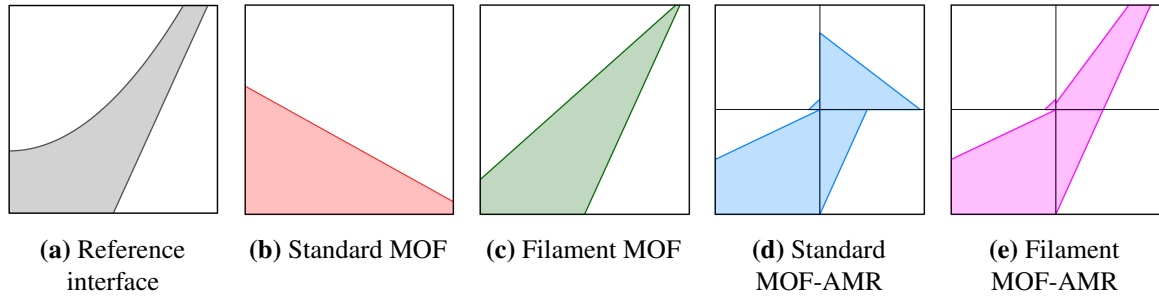 (a) Reference
interface
(b) Standard MOF
(c) Filament MOF
(d) Standard
MOF-AMR
(e) Filament
MOF-AMR